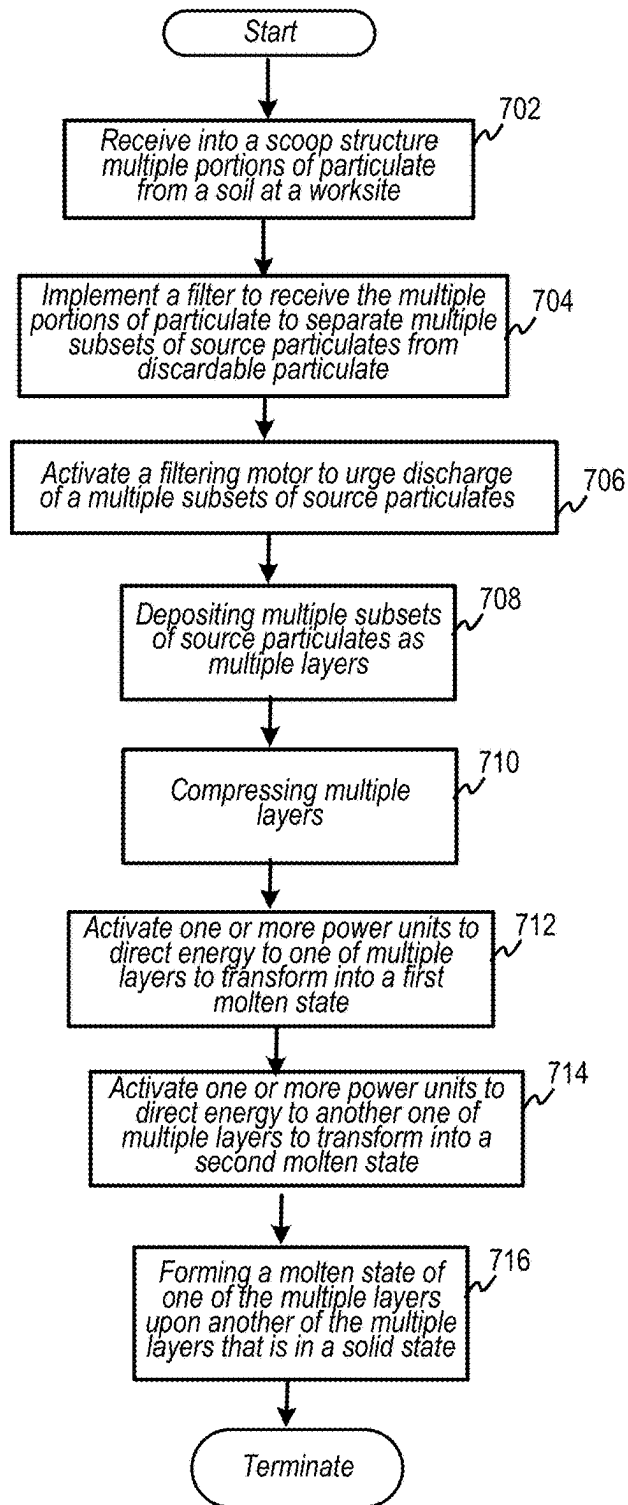 Start
702
Receive into a scoop structure
multiple portions of particulate
from a soil at a worksite
704
Implement a filter to receive the multiple
portions of particulate to separate multiple
subsets of source particulates from
discardable particulate
706
Activate a filtering motor to urge discharge
of a multiple subsets of source particulates
708
Depositing multiple subsets
of source particulates as
multiple layers
710
Compressing multiple
layers
712
Activate one or more power units to
direct energy to one of multiple
layers to transform into a first
molten state
714
Activate one or more power units to
direct energy to another one of
multiple layers to transform into a
second molten state
716
Forming a molten state of
one of the multiple layers
upon another of the multiple
layers that is in a solid state
Terminate